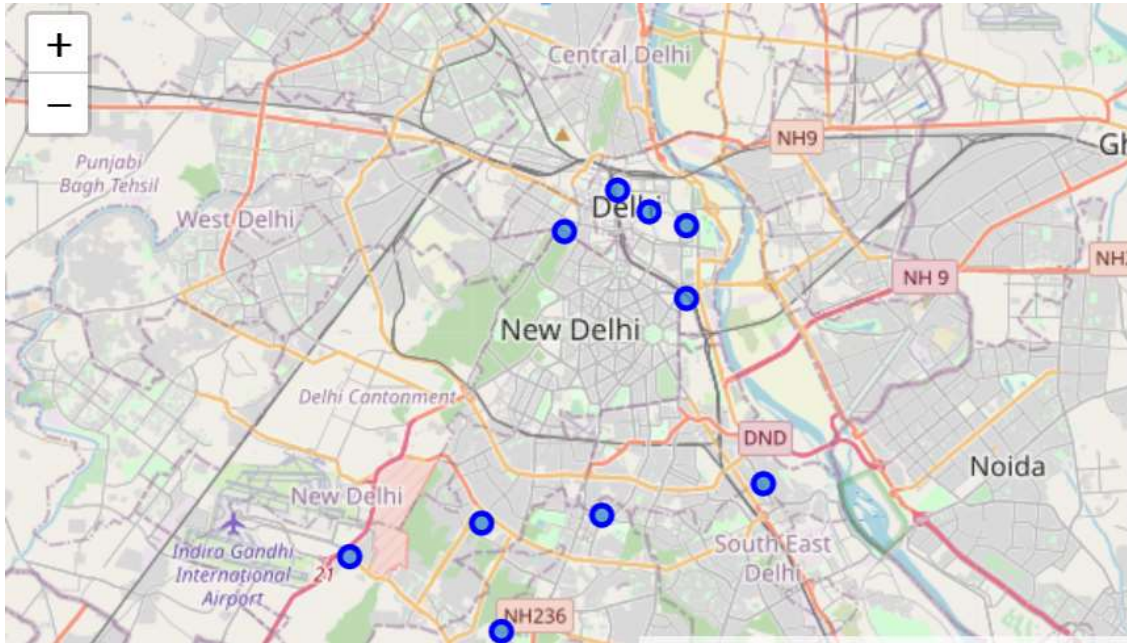 +
−
Central Delhi
NH9
Gh
Punjabi
Bagh Tehsil
West Delhi
Delhi
NH 9
NH2
New Delhi
Delhi Cantonment
DND
Noida
New Delhi
Indira Gandhi
International
Airport
21
South East
Delhi
NH236